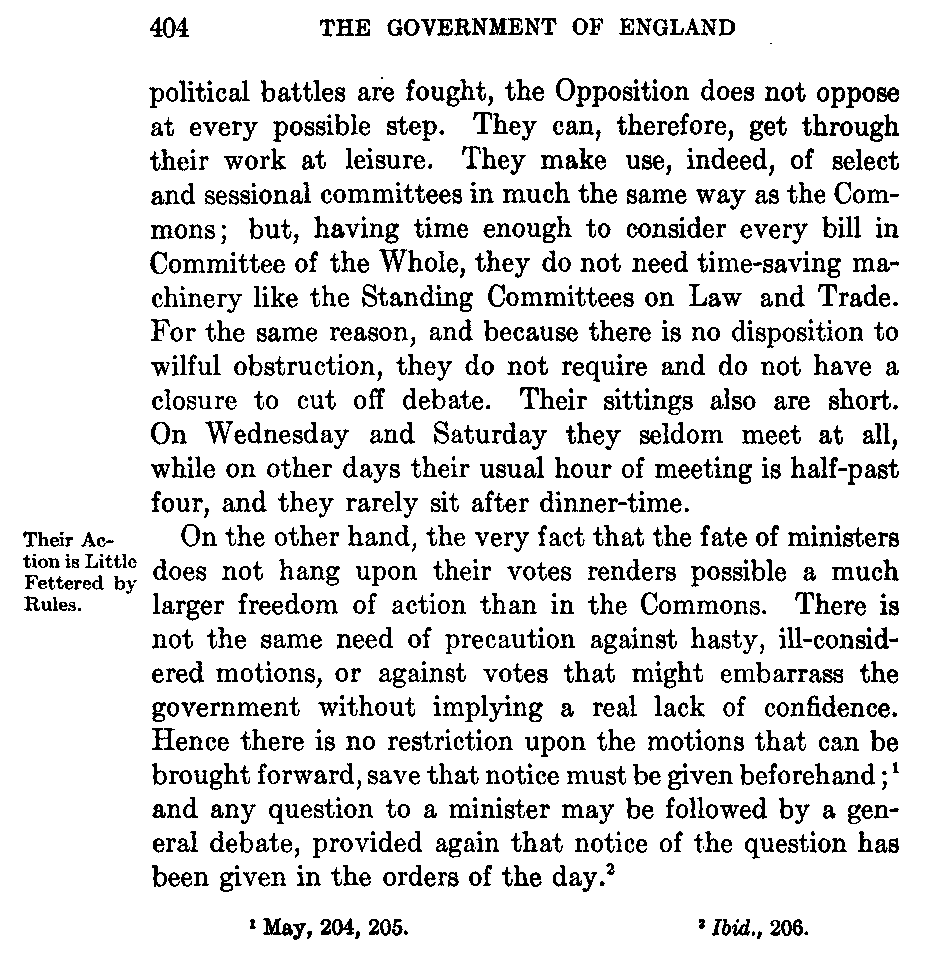 404 THE GOVERNMENT OF ENGLAND
political battles are fought, the Opposition does not oppose
at every possible step. They can, therefore, get through
their work at leisure. They make use, indeed, of select
and sessional committees in much the same way as the Com-
mons; but, having time enough to consider every bill in
Committee of the Whole, they do not need time-saving ma-
chinery like the Standing Committees on Law and Trade.
For the same reason, and because there is no disposition to
wilful obstruction, they do not require and do not have a
closure to cut off debate. Their sittings also are short.
On Wednesday and Saturday they seldom meet at all,
while on other days their usual hour of meeting is half-past
four, and they rarely sit after dinner-time.
Their Ac-
tion is Little
Fettered by
Rules.
On the other hand, the very fact that the fate of ministers
does not hang upon their votes renders possible a much
larger freedom of action than in the Commons. There is
not the same need of precaution against hasty, ill-consid-
ered motions, or against votes that might embarrass the
government without implying a real lack of confidence.
Hence there is no restriction upon the motions that can be
brought forward, save that notice must be given beforehand;¹
and any question to a minister may be followed by a gen-
eral debate, provided again that notice of the question has
been given in the orders of the day.²
¹ May, 204, 205. ² Ibid., 206.